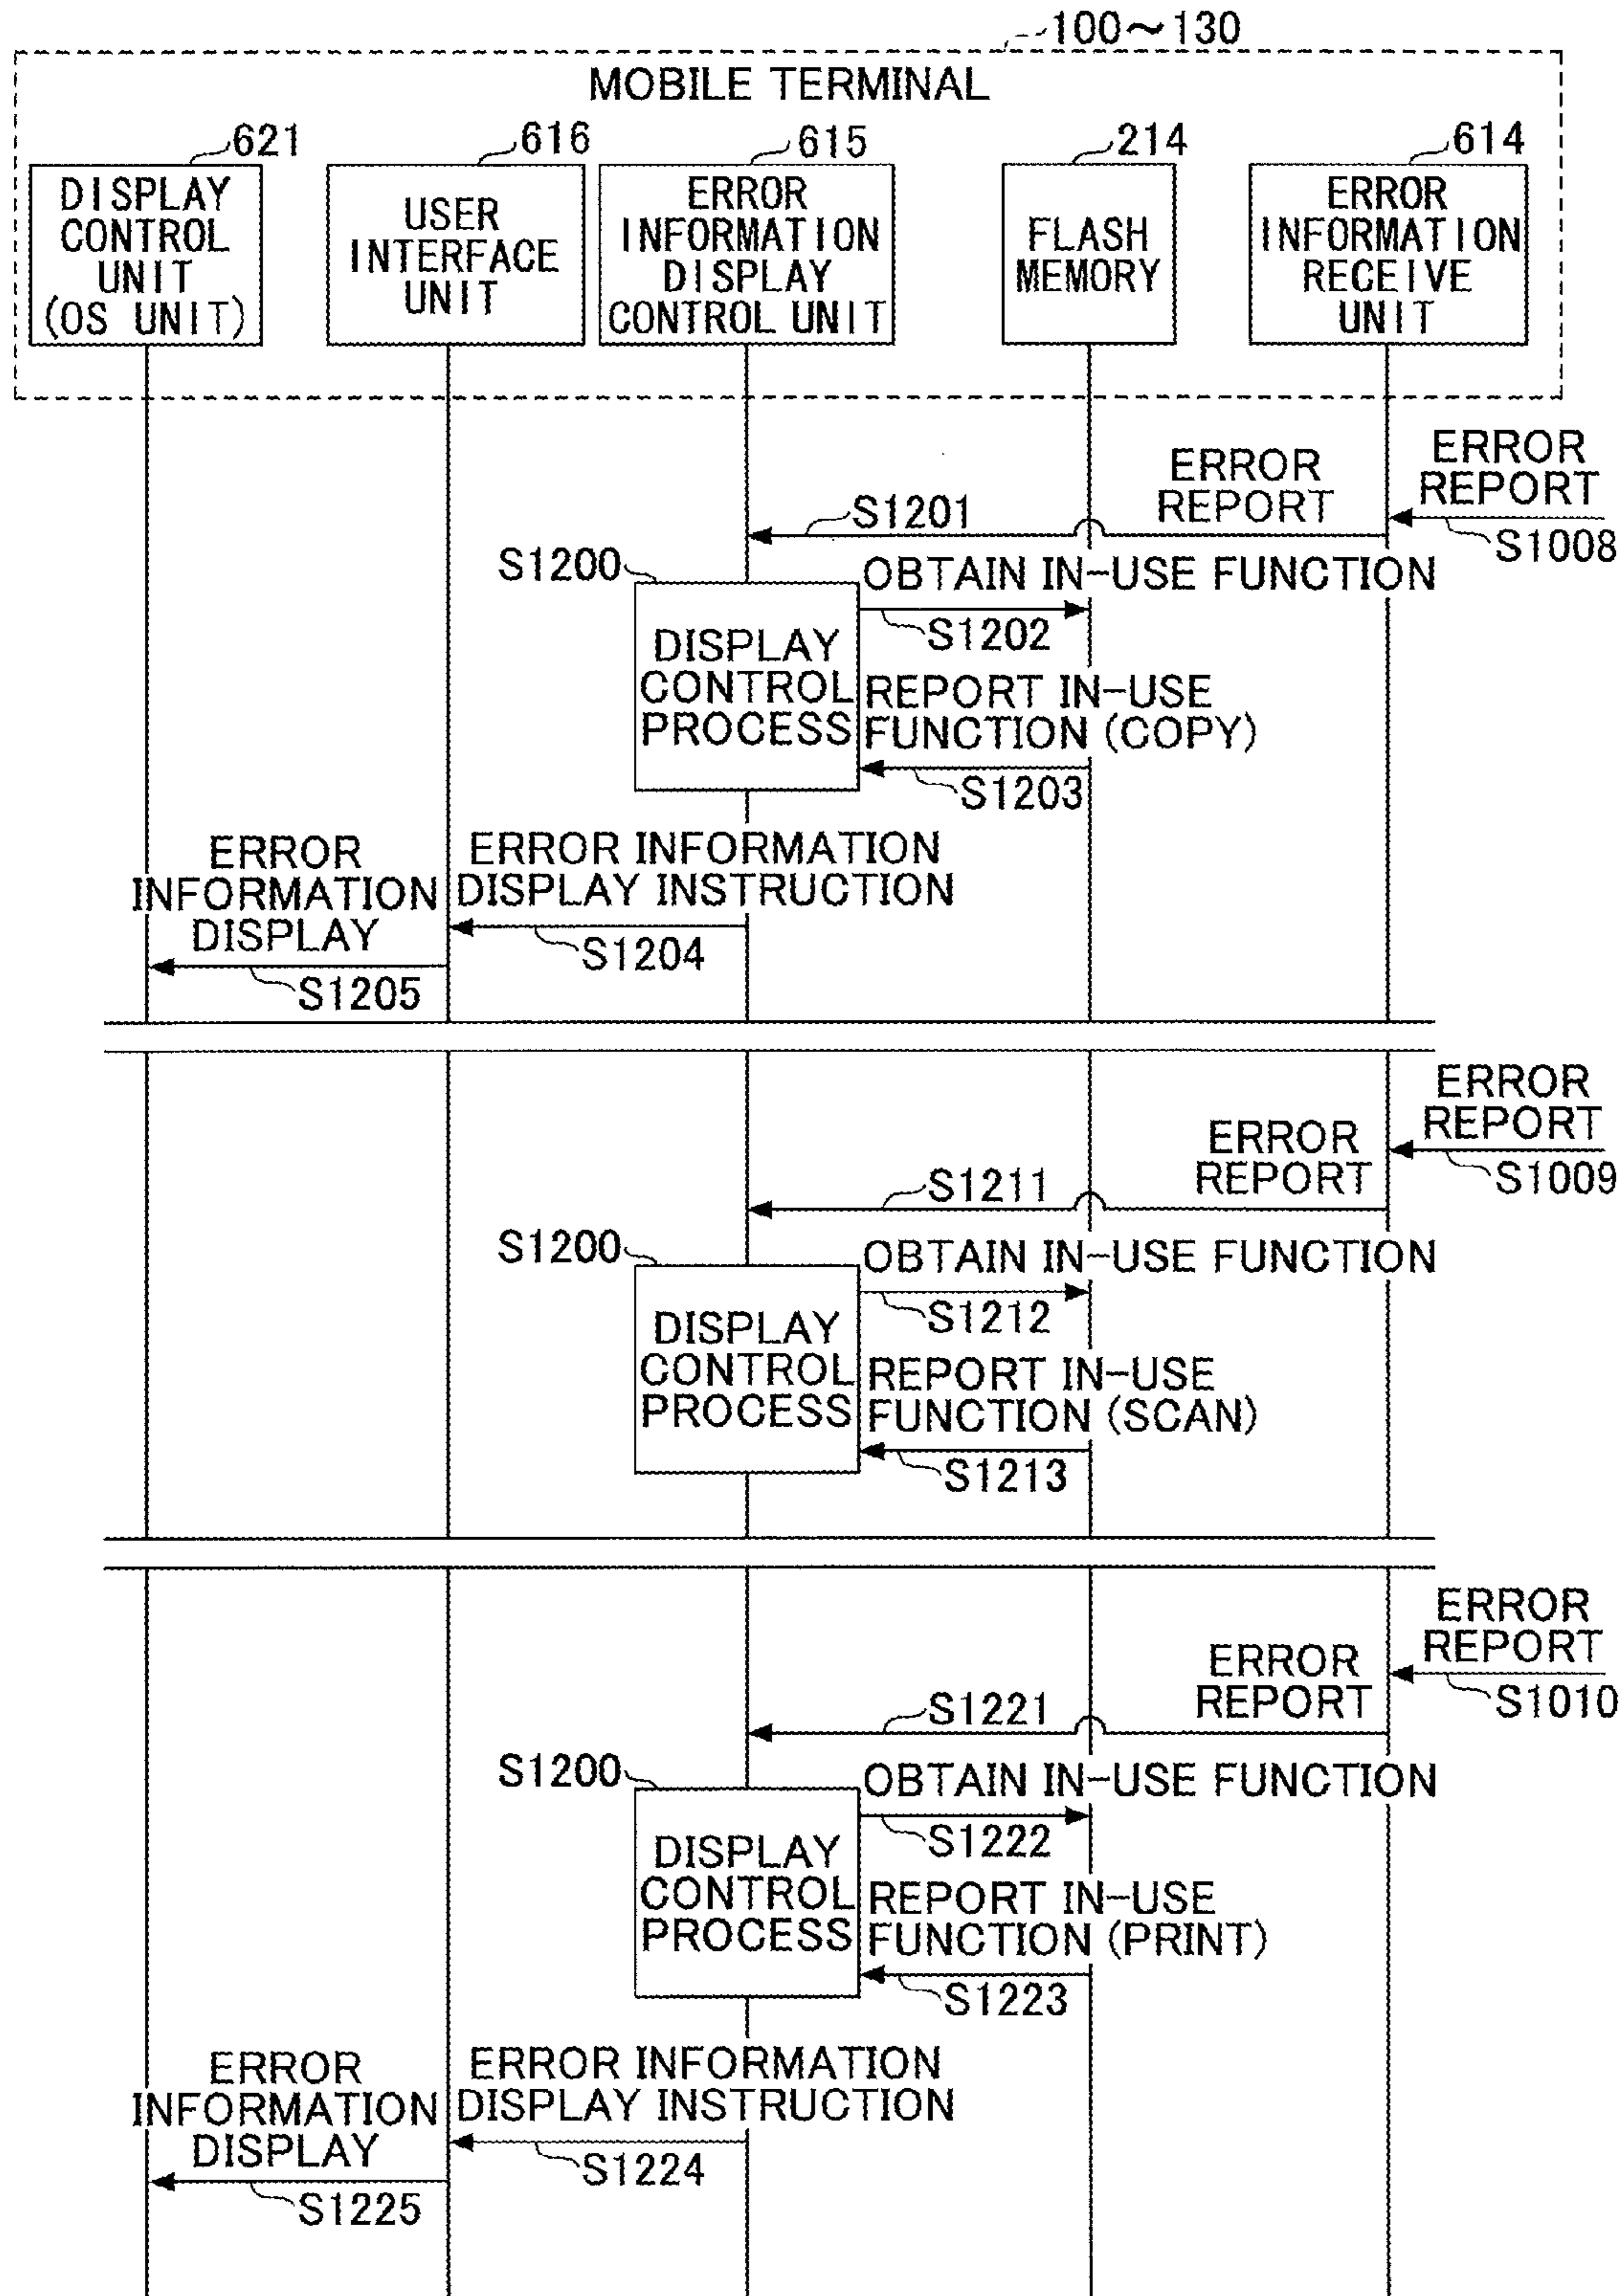 100～130
MOBILE TERMINAL
621
616
615
214
614
DISPLAY
CONTROL
UNIT
(OS UNIT)
USER
INTERFACE
UNIT
ERROR
INFORMATION
DISPLAY
CONTROL UNIT
FLASH
MEMORY
ERROR
INFORMATION
RECEIVE
UNIT
ERROR
REPORT
S1008
ERROR
REPORT
S1201
S1200
DISPLAY
CONTROL
PROCESS
OBTAIN IN-USE FUNCTION
S1202
REPORT IN-USE
FUNCTION (COPY)
S1203
ERROR INFORMATION
DISPLAY INSTRUCTION
S1204
ERROR
INFORMATION
DISPLAY
S1205
ERROR
REPORT
S1009
ERROR
REPORT
S1211
S1200
DISPLAY
CONTROL
PROCESS
OBTAIN IN-USE FUNCTION
S1212
REPORT IN-USE
FUNCTION (SCAN)
S1213
ERROR
REPORT
S1010
ERROR
REPORT
S1221
S1200
DISPLAY
CONTROL
PROCESS
OBTAIN IN-USE FUNCTION
S1222
REPORT IN-USE
FUNCTION (PRINT)
S1223
ERROR INFORMATION
DISPLAY INSTRUCTION
S1224
ERROR
INFORMATION
DISPLAY
S1225